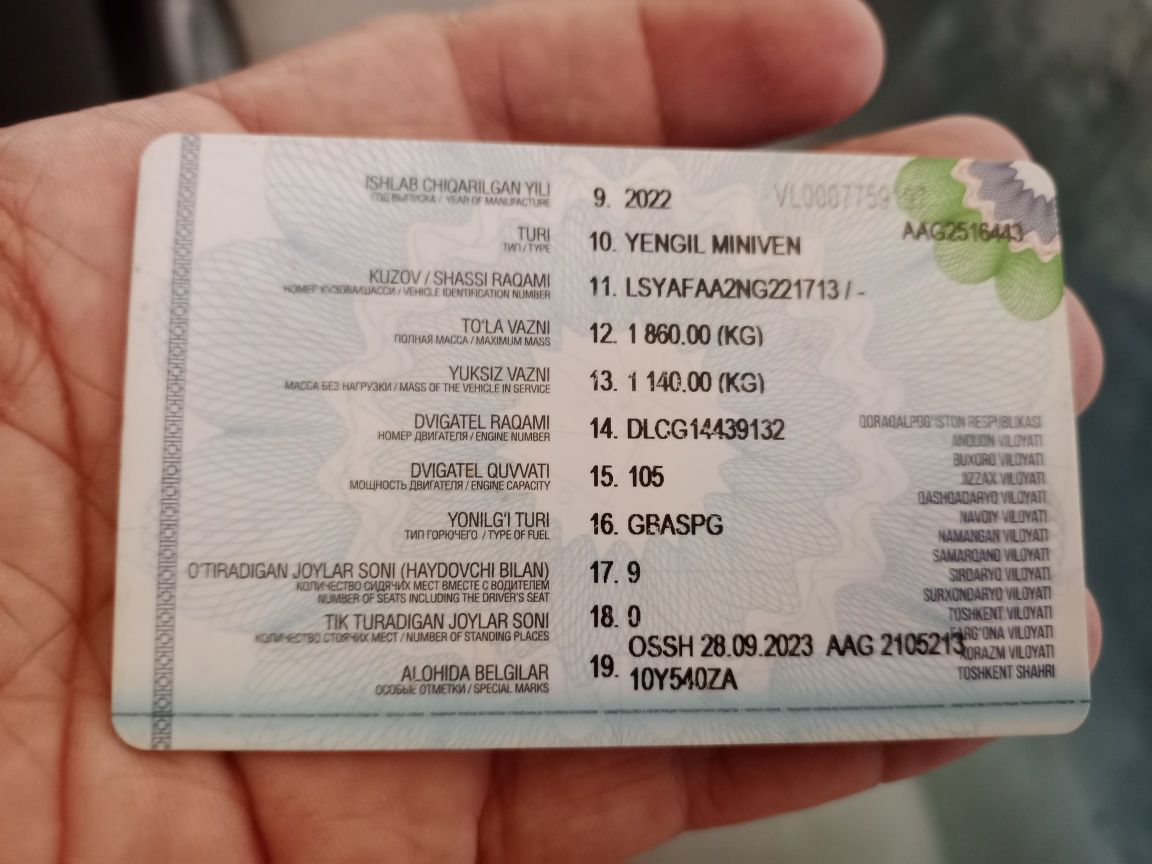 ISHLAB CHIQARILGAN YILI 9. 2022
ГОД ВЫПУСКА / YEAR OF MANUFACTURE
AAG2516443
TURI 10. YENGIL MINIVEN
ТИП / TYPE
KUZOV / SHASSI RAQAMI 11. LSYAFAA2NG221713 / -
НОМЕР КУЗОВА/ШАССИ / VEHICLE IDENTIFICATION NUMBER
TO'LA VAZNI 12. 1 860.00 (KG)
ПОЛНАЯ МАССА / MAXIMUM MASS
YUKSIZ VAZNI 13. 1 140.00 (KG)
МАССА БЕЗ НАГРУЗКИ / MASS OF THE VEHICLE IN SERVICE
DVIGATEL RAQAMI 14. DLCG14439132
НОМЕР ДВИГАТЕЛЯ / ENGINE NUMBER
DVIGATEL QUVVATI 15. 105
МОЩНОСТЬ ДВИГАТЕЛЯ / ENGINE CAPACITY
YONILG'I TURI 16. GBASPG
ТИП ГОРЮЧЕГО / TYPE OF FUEL
O'TIRADIGAN JOYLAR SONI (HAYDOVCHI BILAN) 17. 9
КОЛИЧЕСТВО СИДЯЧИХ МЕСТ ВМЕСТЕ С ВОДИТЕЛЕМ
NUMBER OF SEATS INCLUDING THE DRIVER'S SEAT
TIK TURADIGAN JOYLAR SONI 18. 0
КОЛИЧЕСТВО СТОЯЧИХ МЕСТ / NUMBER OF STANDING PLACES
OSSH 28.09.2023 AAG 2105213
ALOHIDA BELGILAR 19. 10Y540ZA
ОСОБЫЕ ОТМЕТКИ / SPECIAL MARKS
QORAQALPOG'ISTON RESPUBLIKASI
ANDIJON VILOYATI
BUXORO VILOYATI
JIZZAX VILOYATI
QASHQADARYO VILOYATI
NAVOIY VILOYATI
NAMANGAN VILOYATI
SAMARQAND VILOYATI
SIRDARYO VILOYATI
SURXONDARYO VILOYATI
TOSHKENT VILOYATI
FARG'ONA VILOYATI
XORAZM VILOYATI
TOSHKENT SHAHRI